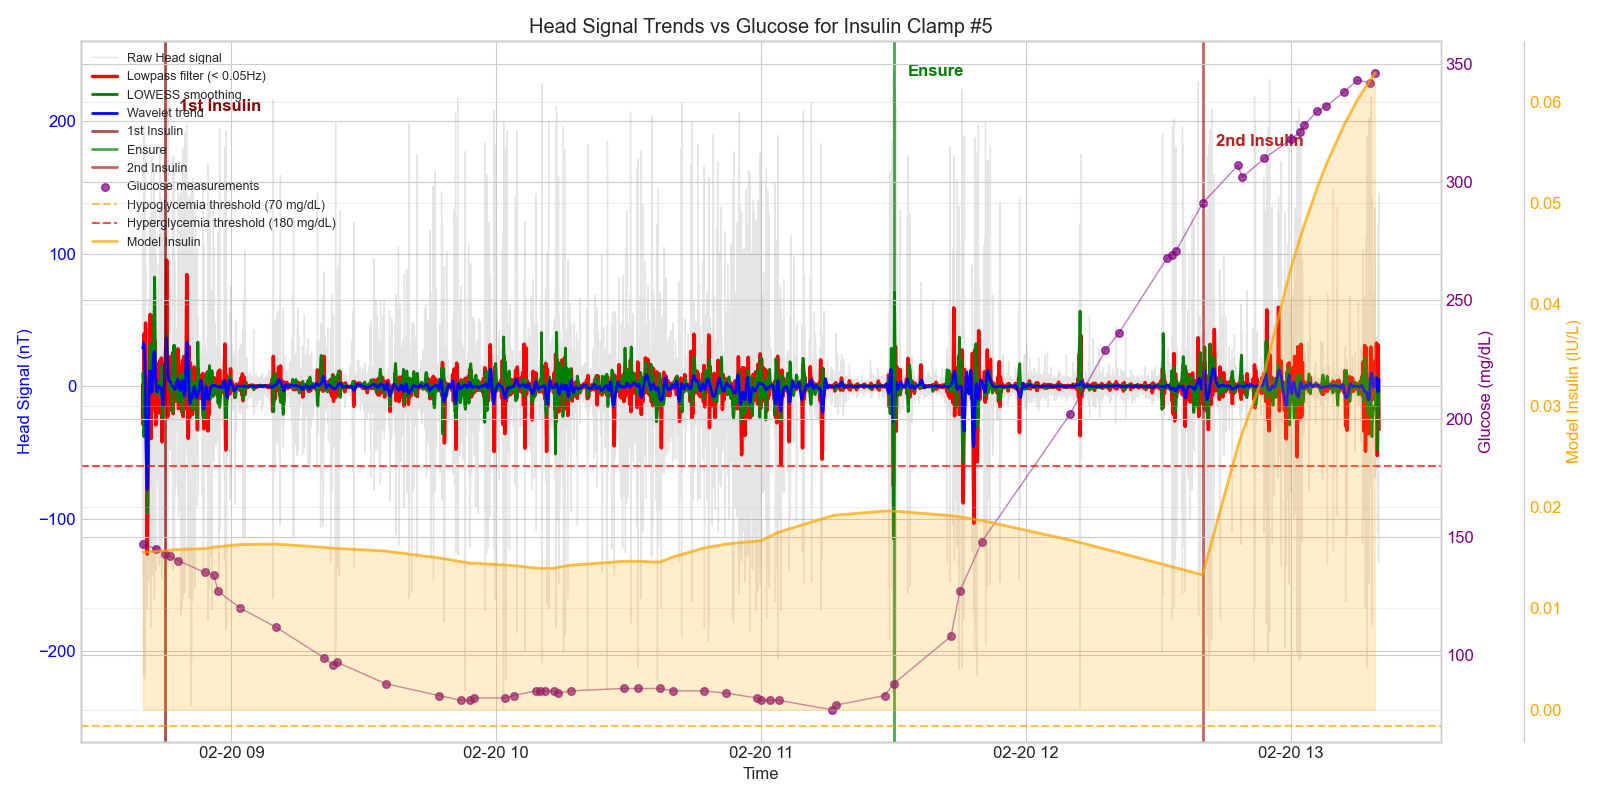 Head Signal Trends vs Glucose for Insulin Clamp #5
Raw Head signal
Lowpass filter (< 0.05Hz)
LOWESS smoothing
Wavelet trend
1st Insulin
Ensure
2nd Insulin
Glucose measurements
Hypoglycemia threshold (70 mg/dL)
Hyperglycemia threshold (180 mg/dL)
Model Insulin
1st Insulin
Ensure
2nd Insulin
Head Signal (nT)
200
100
0
−100
−200
Glucose (mg/dL)
350
300
250
200
150
100
Model Insulin (IU/L)
0.06
0.05
0.04
0.03
0.02
0.01
0.00
02-20 09
02-20 10
02-20 11
02-20 12
02-20 13
Time